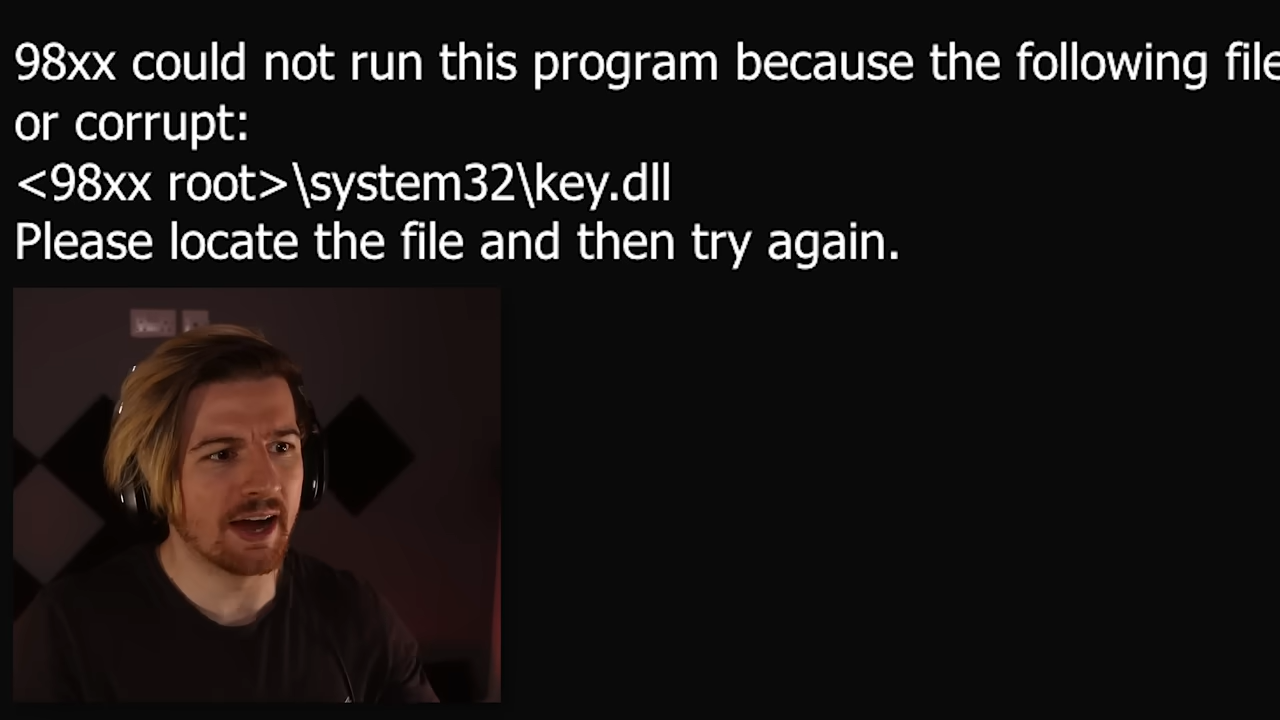 98xx could not run this program because the following file
or corrupt:
<98xx root>\system32\key.dll
Please locate the file and then try again.